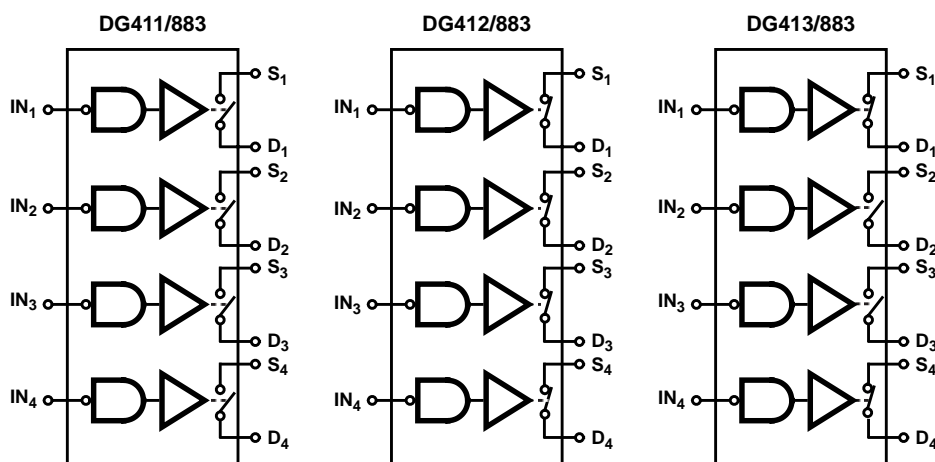 DG411/883
S1
IN1
D1
S2
IN2
D2
S3
IN3
D3
S4
IN4
D4
DG412/883
S1
IN1
D1
S2
IN2
D2
S3
IN3
D3
S4
IN4
D4
DG413/883
S1
IN1
D1
S2
IN2
D2
S3
IN3
D3
S4
IN4
D4